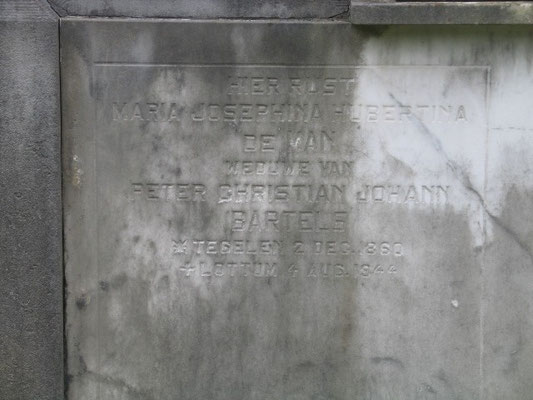 HIER RUST
MARIA JOSEPHINA HUBERTINA
DE MAN
WEDUWE VAN
PETER CHRISTIAN JOHANN
BARTELS
* TEGELEN 2 DEC. 1860
+ LOTTUM 4 AUG. 1944